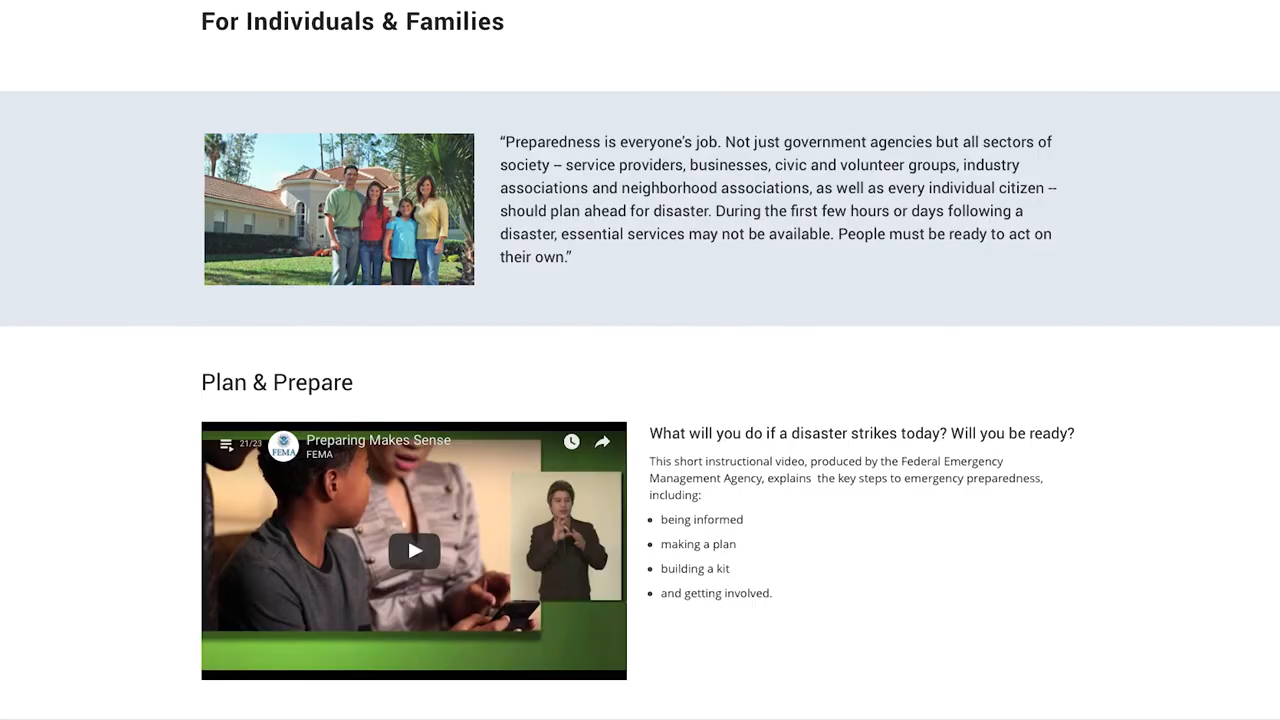 For Individuals & Families
“Preparedness is everyone’s job. Not just government agencies but all sectors of
society – service providers, businesses, civic and volunteer groups, industry
associations and neighborhood associations, as well as every individual citizen --
should plan ahead for disaster. During the first few hours or days following a
disaster, essential services may not be available. People must be ready to act on
their own.”
Plan & Prepare
21/23
FEMA
Preparing Makes Sense
FEMA
What will you do if a disaster strikes today? Will you be ready?
This short instructional video, produced by the Federal Emergency
Management Agency, explains the key steps to emergency preparedness,
including:
• being informed
• making a plan
• building a kit
• and getting involved.